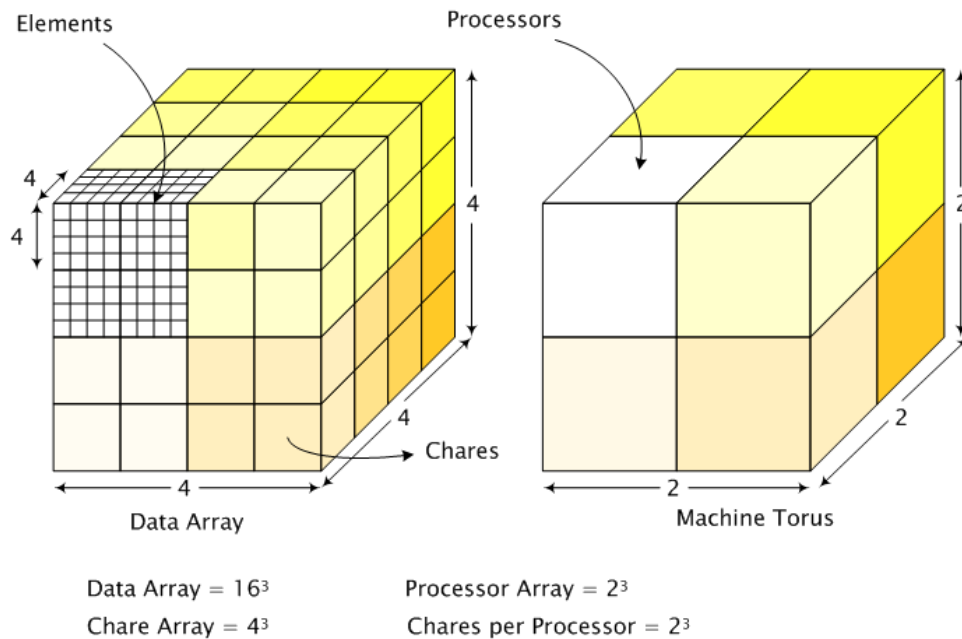 Elements
Processors
4
4
4
4
4
Data Array
Chares
2
2
2
Machine Torus
Data Array = 16³
Processor Array = 2³
Chare Array = 4³
Chares per Processor = 2³